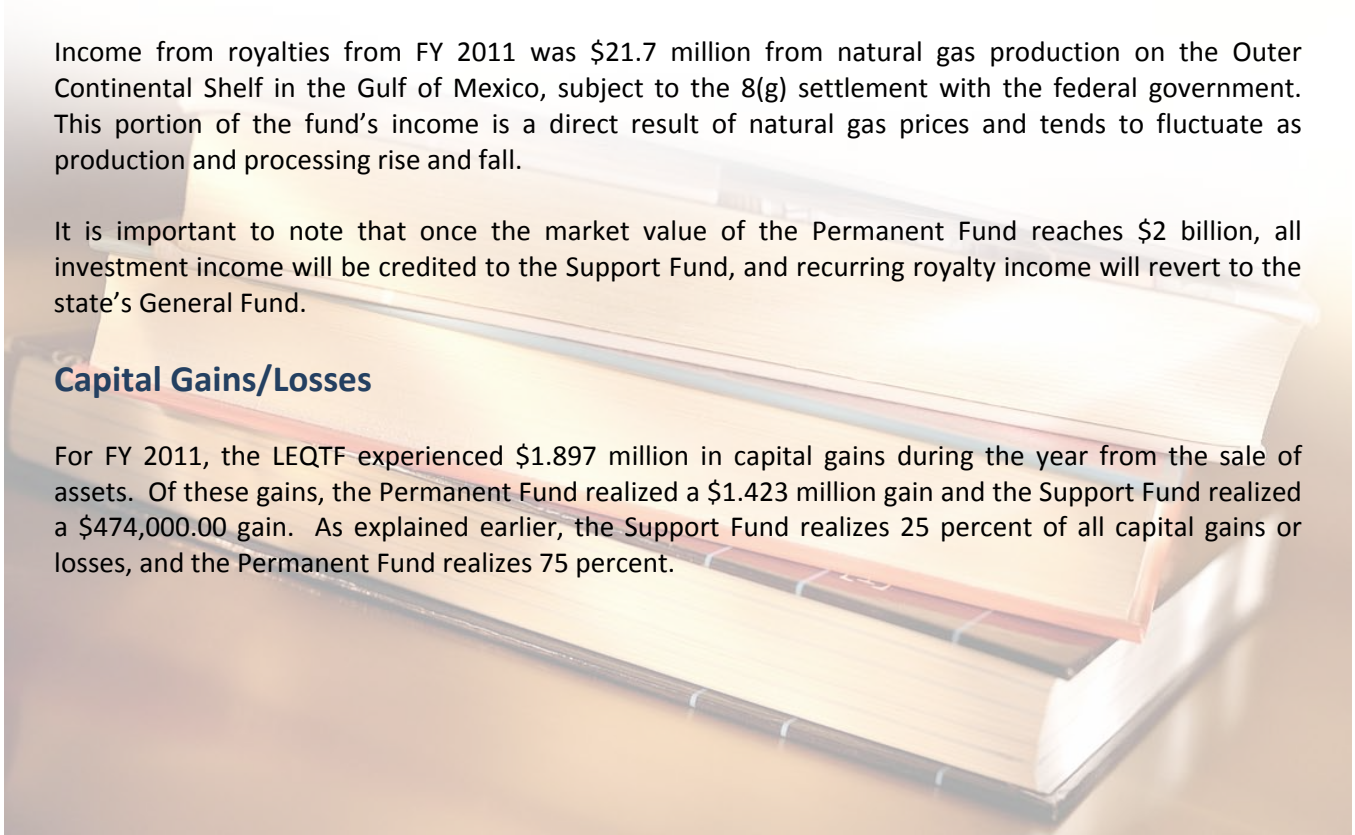 Income from royalties from FY 2011 was $21.7 million from natural gas production on the Outer
Continental Shelf in the Gulf of Mexico, subject to the 8(g) settlement with the federal government.
This portion of the fund’s income is a direct result of natural gas prices and tends to fluctuate as
production and processing rise and fall.
It is important to note that once the market value of the Permanent Fund reaches $2 billion, all
investment income will be credited to the Support Fund, and recurring royalty income will revert to the
state’s General Fund.
Capital Gains/Losses
For FY 2011, the LEQTF experienced $1.897 million in capital gains during the year from the sale of
assets.  Of these gains, the Permanent Fund realized a $1.423 million gain and the Support Fund realized
a $474,000.00 gain.  As explained earlier, the Support Fund realizes 25 percent of all capital gains or
losses, and the Permanent Fund realizes 75 percent.